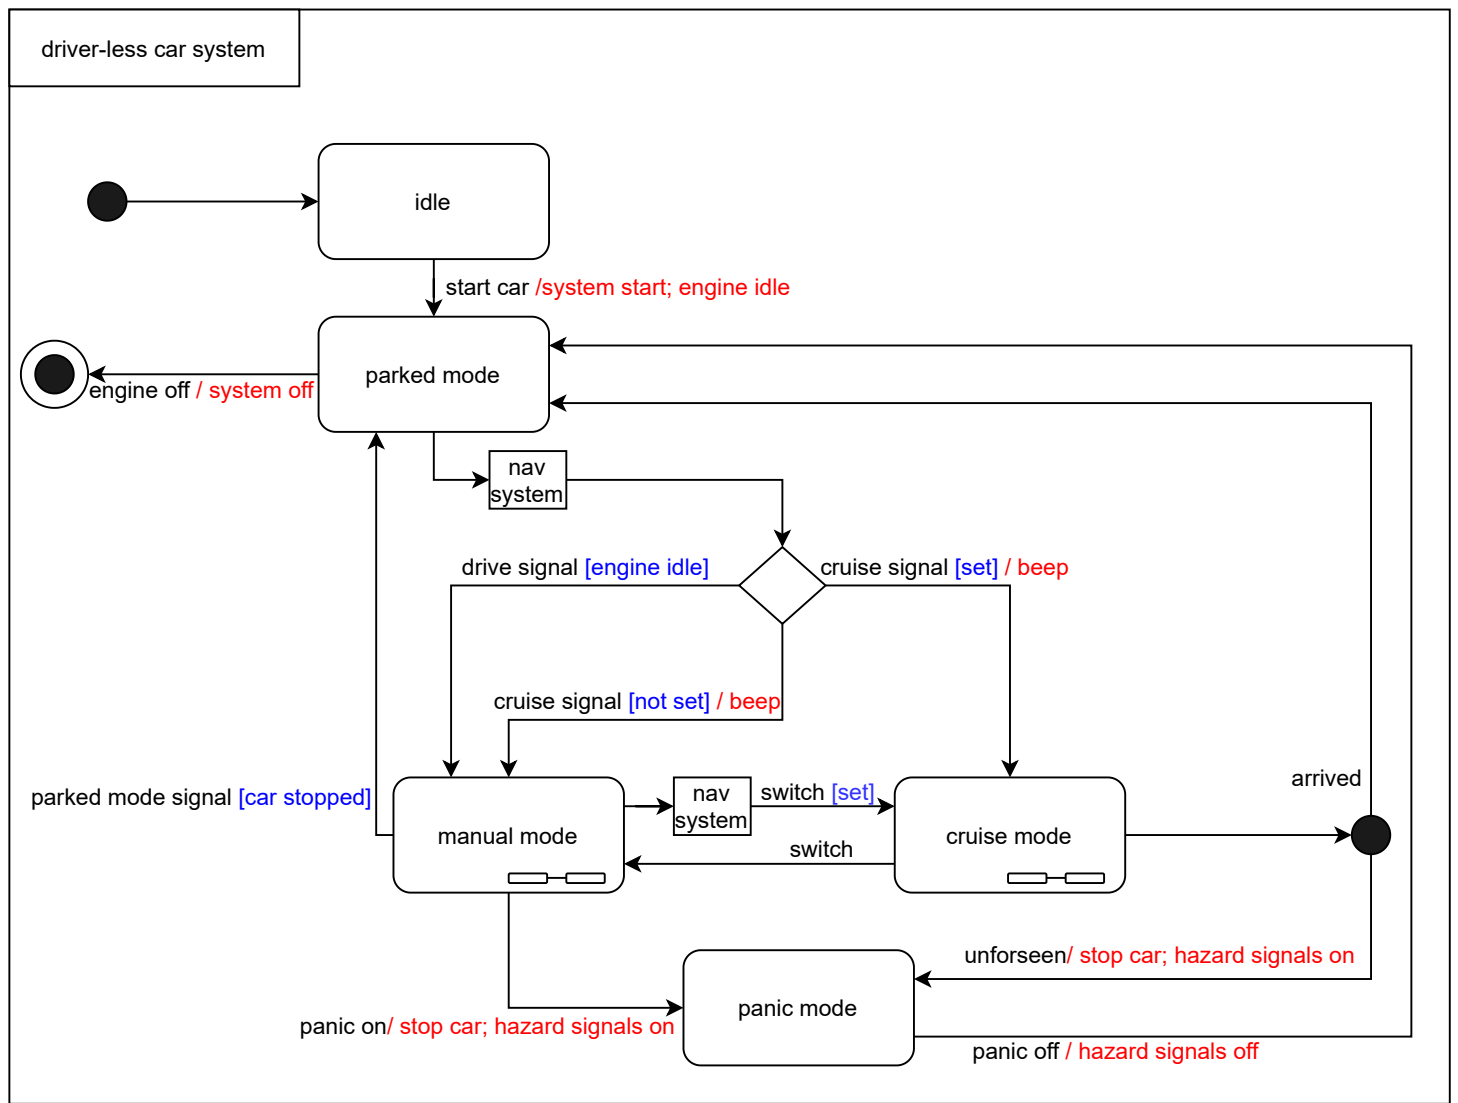 driver-less car system
idle
start car /system start; engine idle
parked mode
engine off / system off
nav
system
drive signal [engine idle]
cruise signal [set] / beep
cruise signal [not set] / beep
parked mode signal [car stopped]
manual mode
nav
system
switch [set]
switch
cruise mode
arrived
unforseen/ stop car; hazard signals on
panic mode
panic on/ stop car; hazard signals on
panic off / hazard signals off